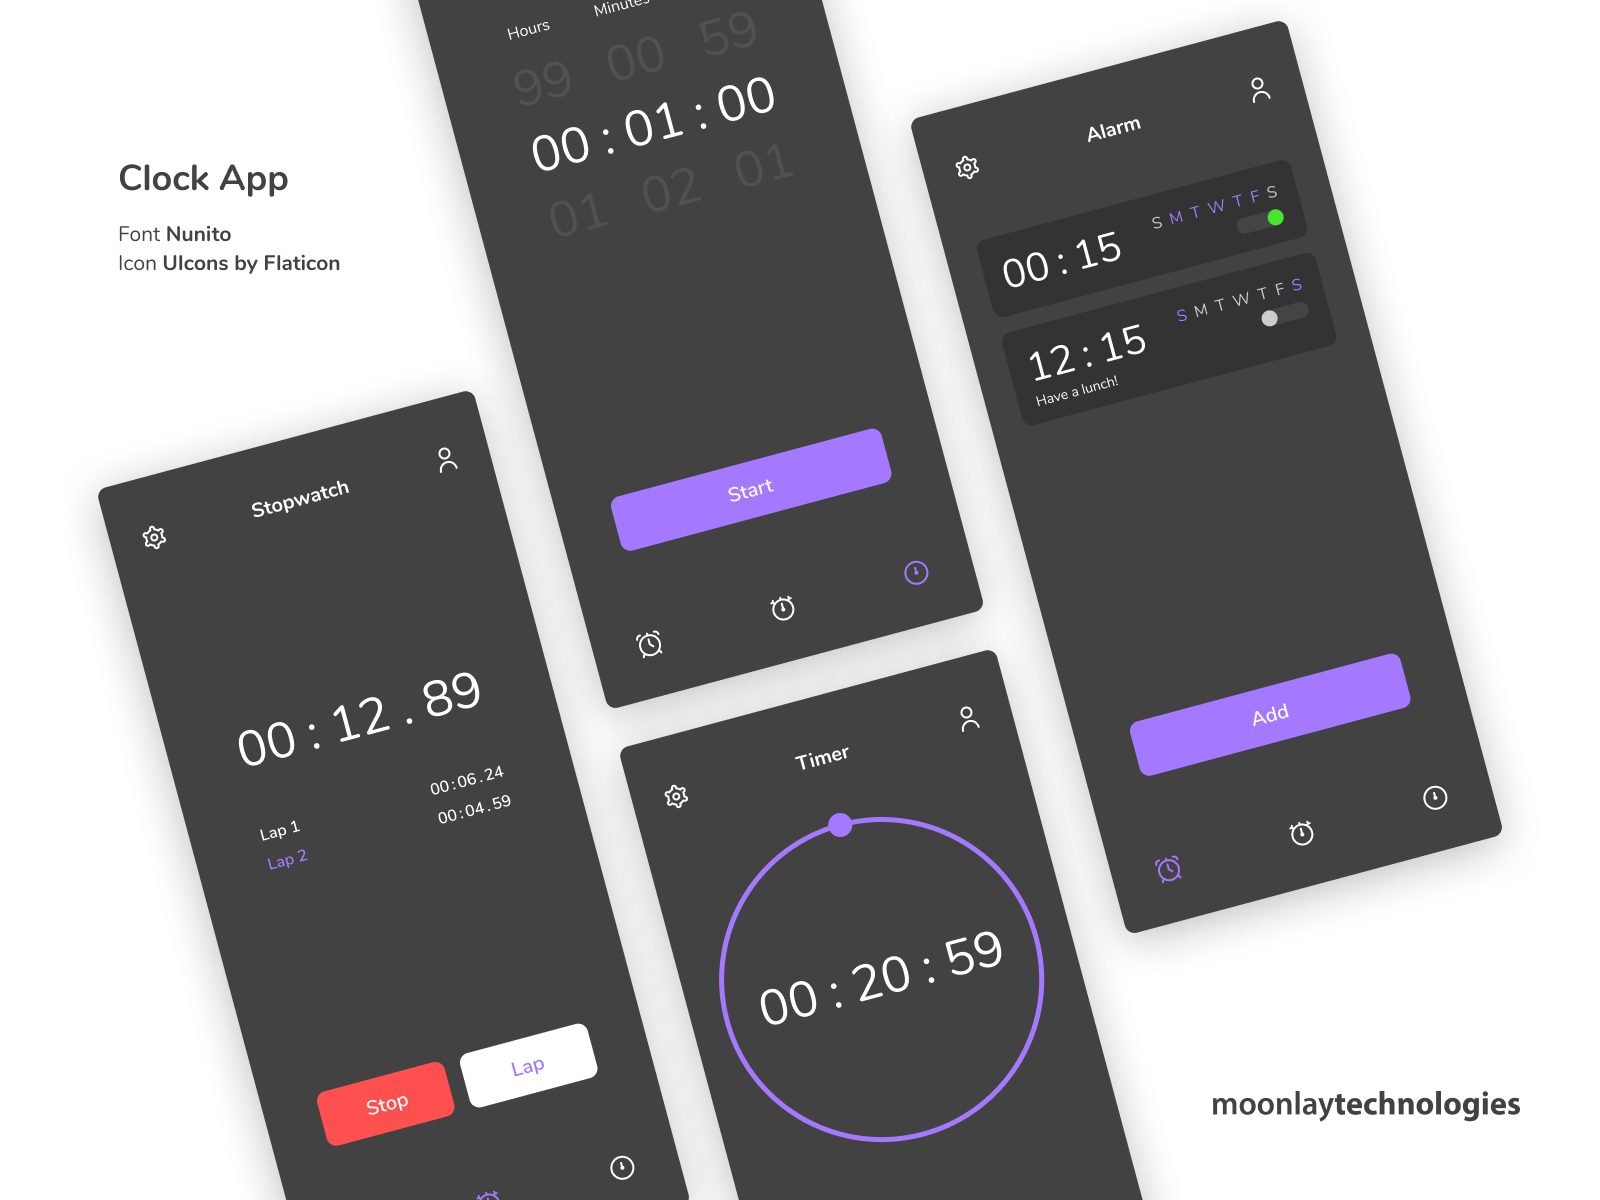 Clock App
Font Nunito
Icon UIcons by Flaticon
Hours Minutes
99 00 59
00 : 01 : 00
01 02 01
Start
Alarm
S M T W T F S
00 : 15
S M T W T F S
12 : 15
Have a lunch!
Add
Stopwatch
00 : 12 . 89
Lap 1 00:06.24
Lap 2 00:04.59
Stop Lap
Timer
00 : 20 : 59
moonlaytechnologies